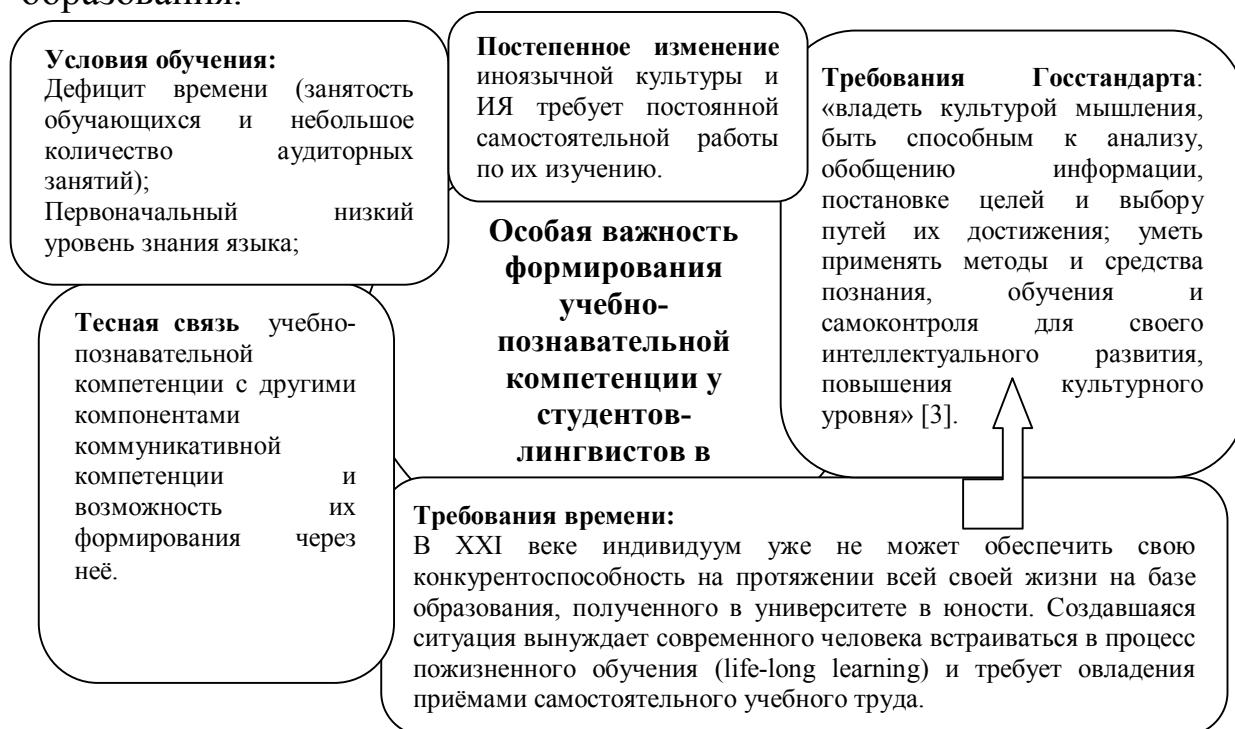 образования.
Условия обучения:
Дефицит времени (занятость
обучающихся и небольшое
количество аудиторных
занятий);
Первоначальный низкий
уровень знания языка;
Постепенное изменение
иноязычной культуры и
ИЯ требует постоянной
самостоятельной работы
по их изучению.
Требования Госстандарта:
«владеть культурой мышления,
быть способным к анализу,
обобщению информации,
постановке целей и выбору
путей их достижения; уметь
применять методы и средства
познания, обучения и
самоконтроля для своего
интеллектуального развития,
повышения культурного
уровня» [3].
Особая важность
формирования
учебно-
познавательной
компетенции у
студентов-
лингвистов в
Тесная связь учебно-
познавательной
компетенции с другими
компонентами
коммуникативной
компетенции и
возможность их
формирования через
неё.
Требования времени:
В XXI веке индивидуум уже не может обеспечить свою
конкурентоспособность на протяжении всей своей жизни на базе
образования, полученного в университете в юности. Создавшаяся
ситуация вынуждает современного человека встраиваться в процесс
пожизненного обучения (life-long learning) и требует овладения
приёмами самостоятельного учебного труда.